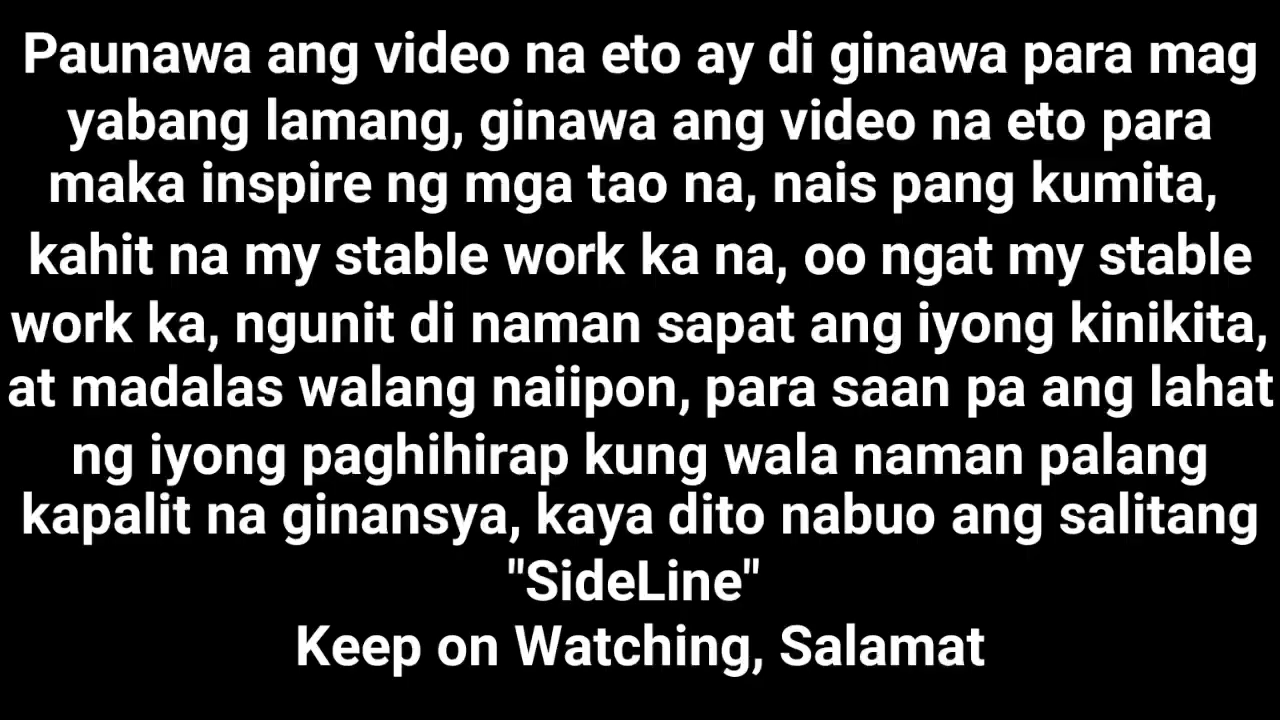 Paunawa ang video na eto ay di ginawa para mag
yabang lamang, ginawa ang video na eto para
maka inspire ng mga tao na, nais pang kumita,
kahit na my stable work ka na, oo ngat my stable
work ka, ngunit di naman sapat ang iyong kinikita,
at madalas walang naiipon, para saan pa ang lahat
ng iyong paghihirap kung wala naman palang
kapalit na ginansya, kaya dito nabuo ang salitang
"SideLine"
Keep on Watching, Salamat